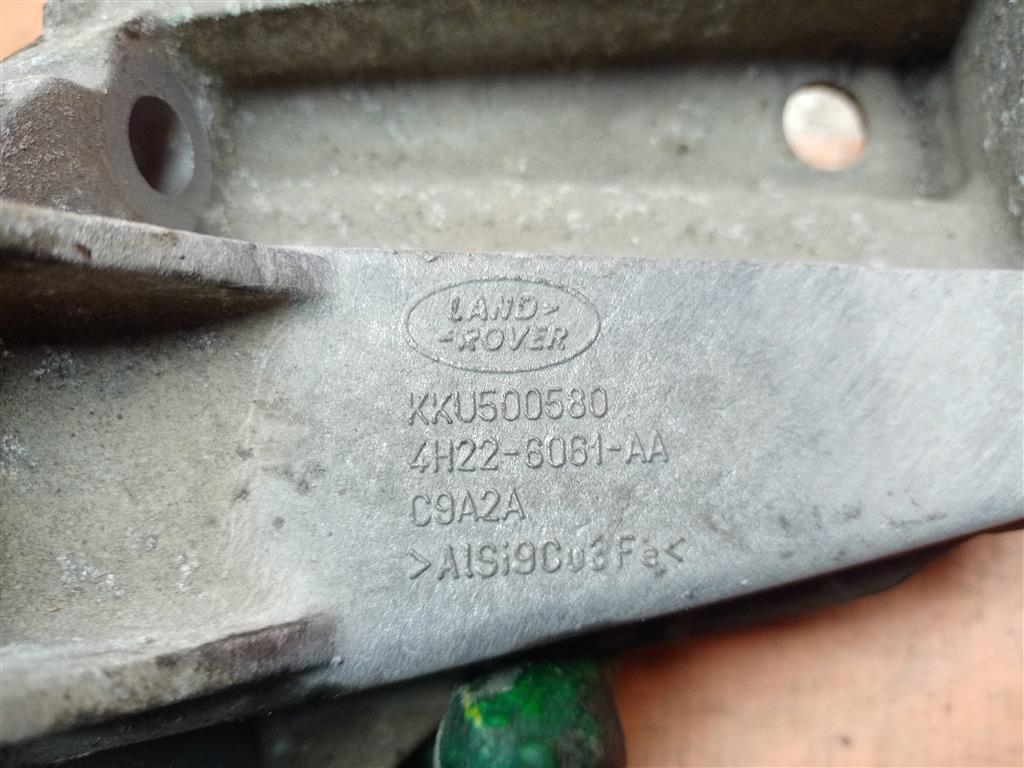 LAND>
-ROVER
KKU500580
4H22-6061-AA
C9A2A
>AlSi9Cu3Fe<